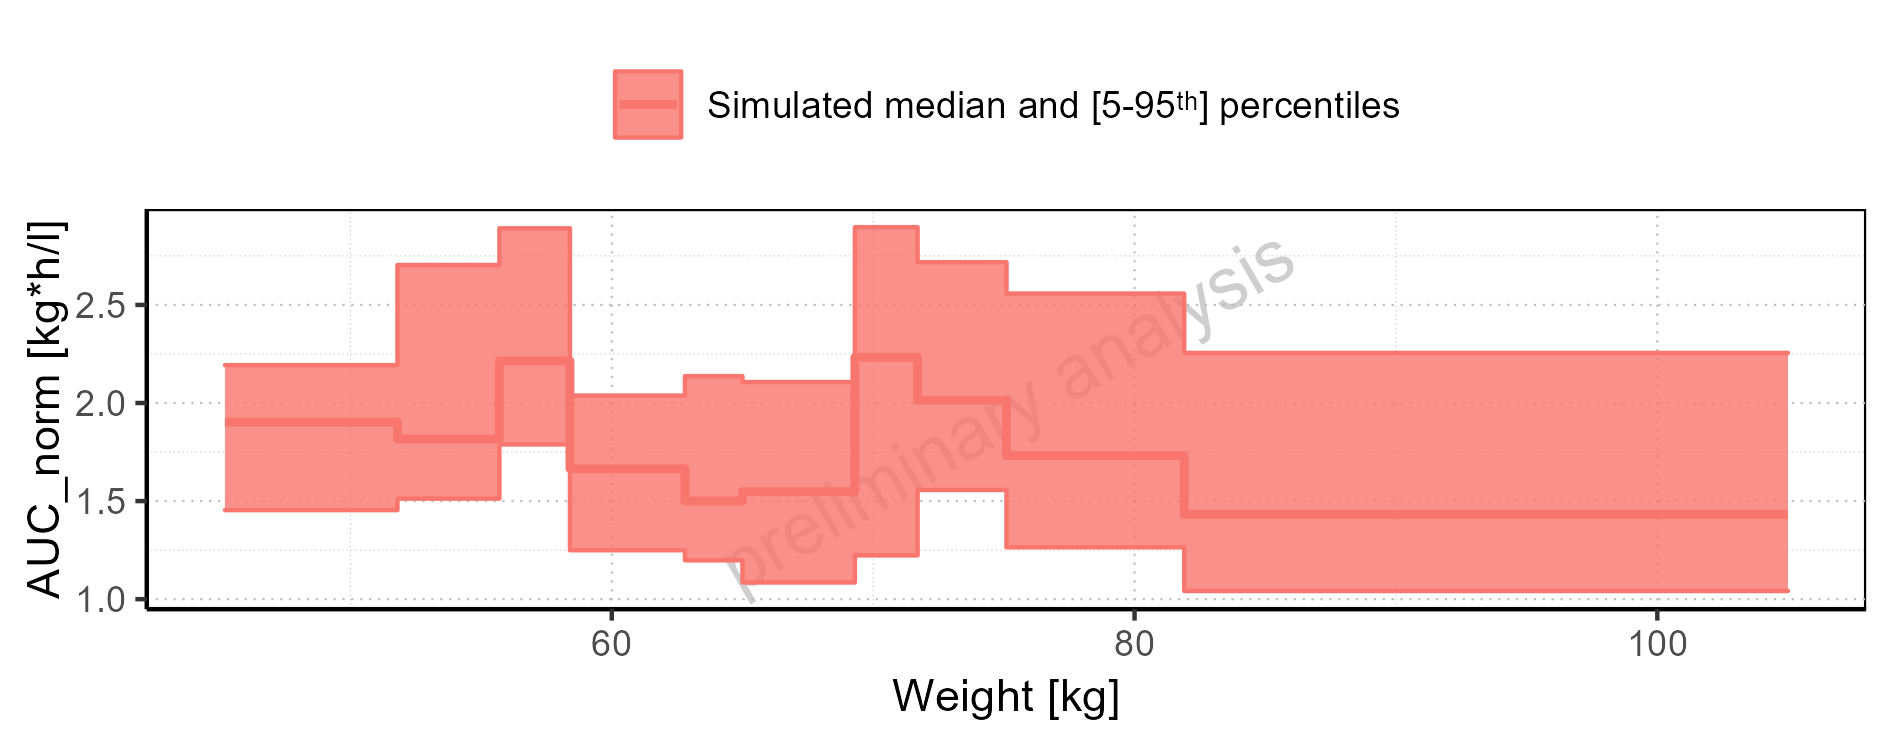 Simulated median and [5-95th] percentiles
AUC_norm [kg*h/l]
2.5
2.0
1.5
1.0
preliminary analysis
60 80 100
Weight [kg]